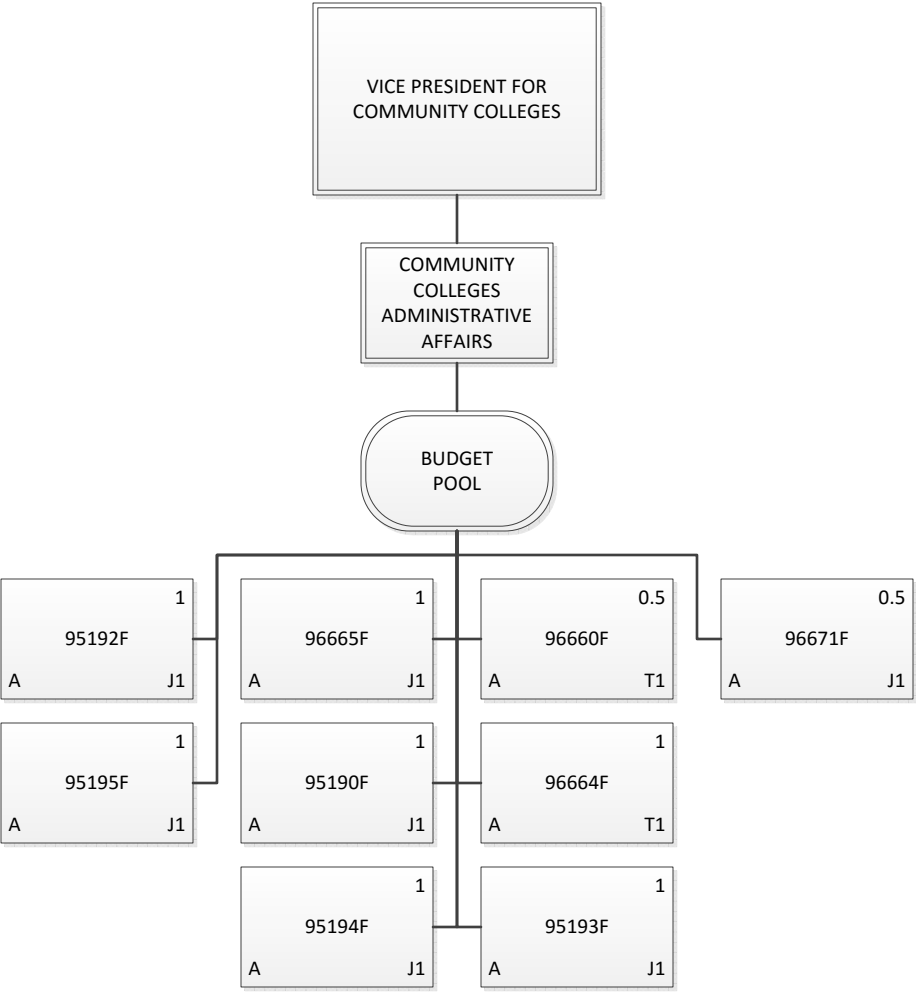 VICE PRESIDENT FOR
COMMUNITY COLLEGES
COMMUNITY
COLLEGES
ADMINISTRATIVE
AFFAIRS
BUDGET
POOL
1
95192F
A J1
1
96665F
A J1
0.5
96660F
A T1
0.5
96671F
A J1
1
95195F
A J1
1
95190F
A J1
1
96664F
A T1
1
95194F
A J1
1
95193F
A J1